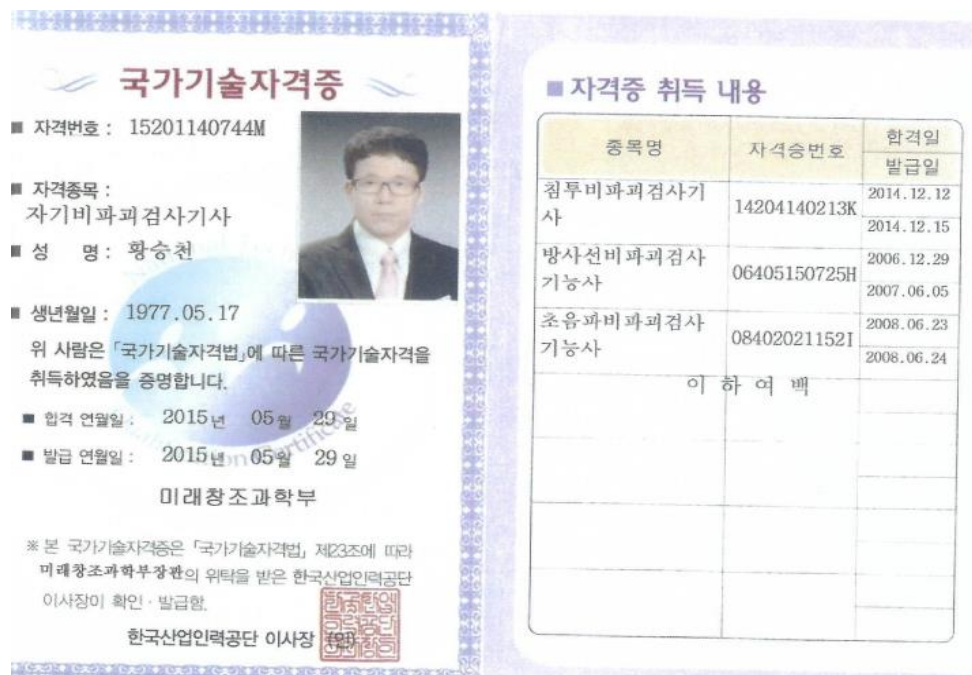 국가기술자격증
■ 자격번호 : 15201140744M
■ 자격종목 :
자기비파괴검사기사
■ 성 명 : 황승천
■ 생년월일 : 1977.05.17
위 사람은 「국가기술자격법」에 따른 국가기술자격을
취득하였음을 증명합니다.
■ 합격 연월일 : 2015년 05월 29일
■ 발급 연월일 : 2015년 05월 29일
미래창조과학부
※ 본 국가기술자격증은 「국가기술자격법」 제23조에 따라
미래창조과학부장관의 위탁을 받은 한국산업인력공단
이사장이 확인·발급함.
한국산업인력공단 이사장 (인)
■ 자격증 취득 내용
종목명 자격증번호 합격일
발급일
침투비파괴검사기 14204140213K 2014.12.12
사 2014.12.15
방사선비파괴검사 06405150725H 2006.12.29
기능사 2007.06.05
초음파비파괴검사 08402021152I 2008.06.23
기능사 2008.06.24
이 하 여 백